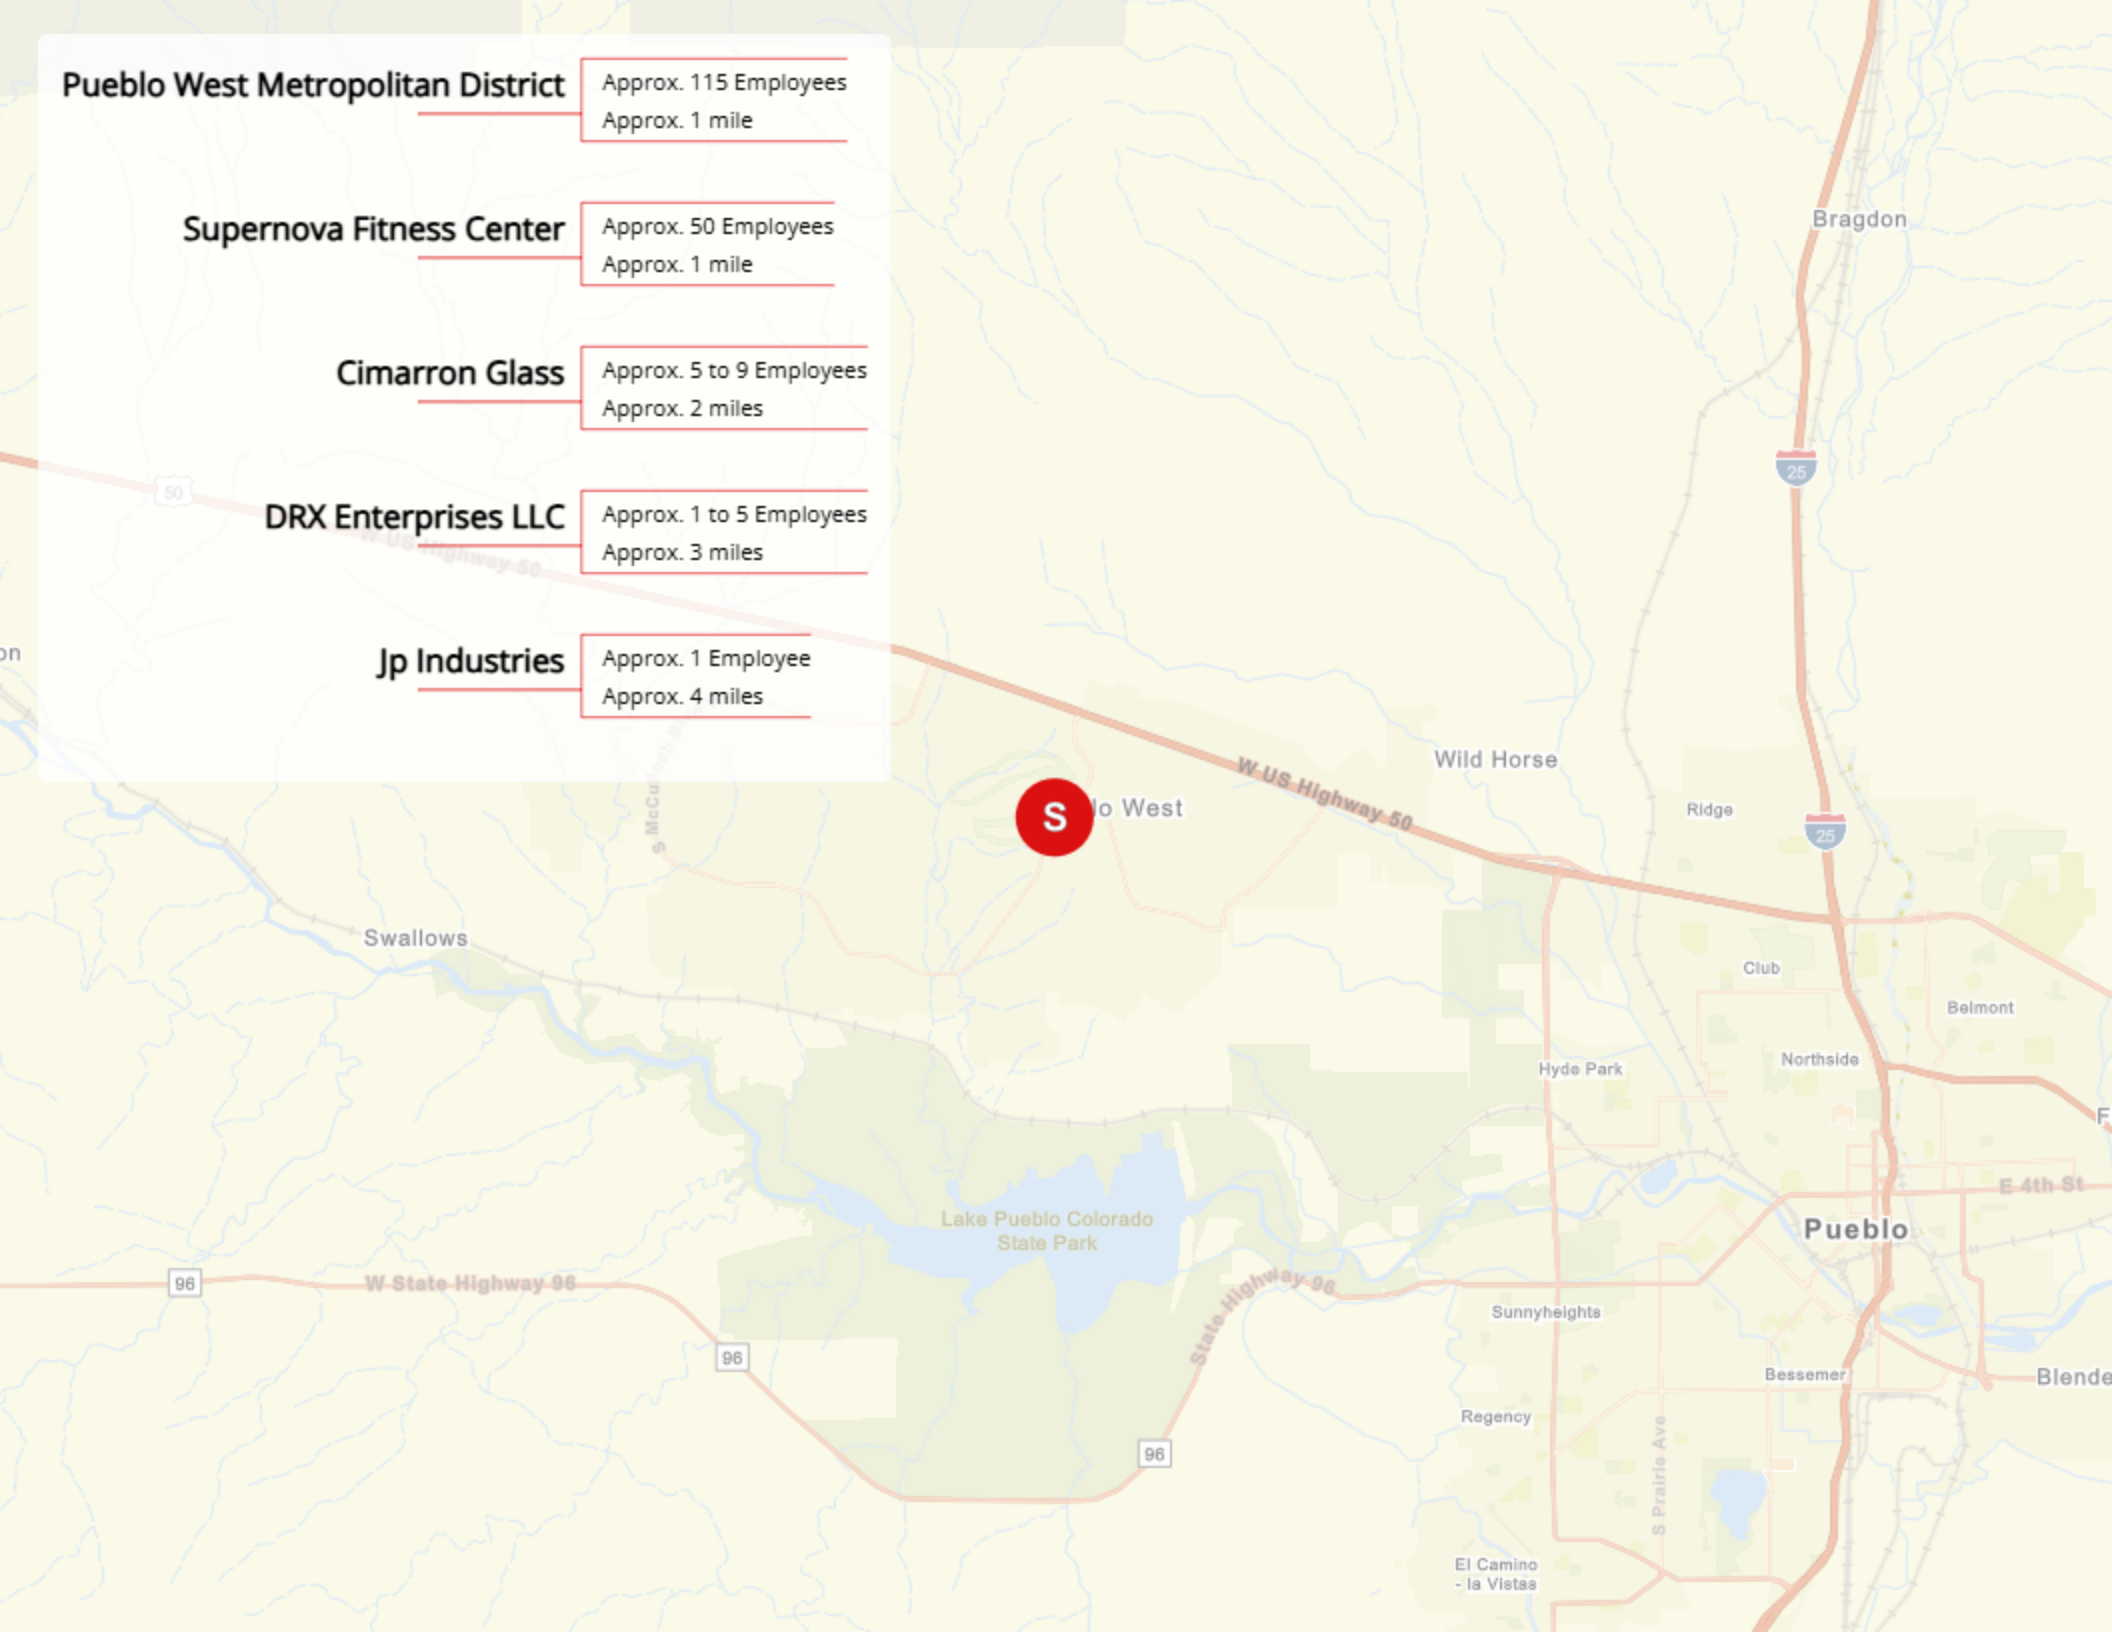 Pueblo West Metropolitan District
Approx. 115 Employees
Approx. 1 mile
Supernova Fitness Center
Approx. 50 Employees
Approx. 1 mile
Cimarron Glass
Approx. 5 to 9 Employees
Approx. 2 miles
DRX Enterprises LLC
Approx. 1 to 5 Employees
Approx. 3 miles
Jp Industries
Approx. 1 Employee
Approx. 4 miles
Bragdon
25
50
W US Highway 50
on
S McCulloch Bl
Wild Horse
W US Highway 50
S
lo West
Ridge
25
Swallows
Club
Belmont
Northside
Hyde Park
F
E 4th St
Lake Pueblo Colorado
State Park
Pueblo
96
W State Highway 96
State Highway 96
Sunnyheights
96
Bessemer
Blende
Regency
96
S Prairie Ave
El Camino
- la Vistas